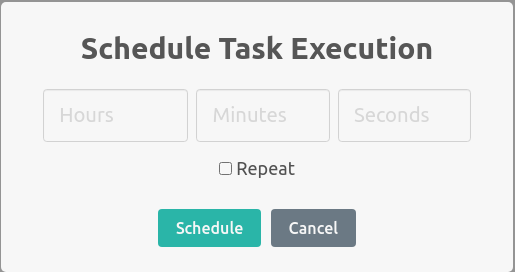 Schedule Task Execution
Hours Minutes Seconds
Repeat
Schedule Cancel